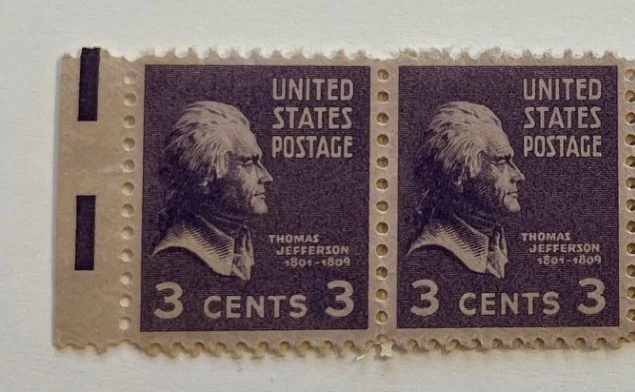 UNITED
STATES
POSTAGE
THOMAS
JEFFERSON
1801-1809
3 CENTS 3
UNITED
STATES
POSTAGE
THOMAS
JEFFERSON
1801-1809
3 CENTS 3